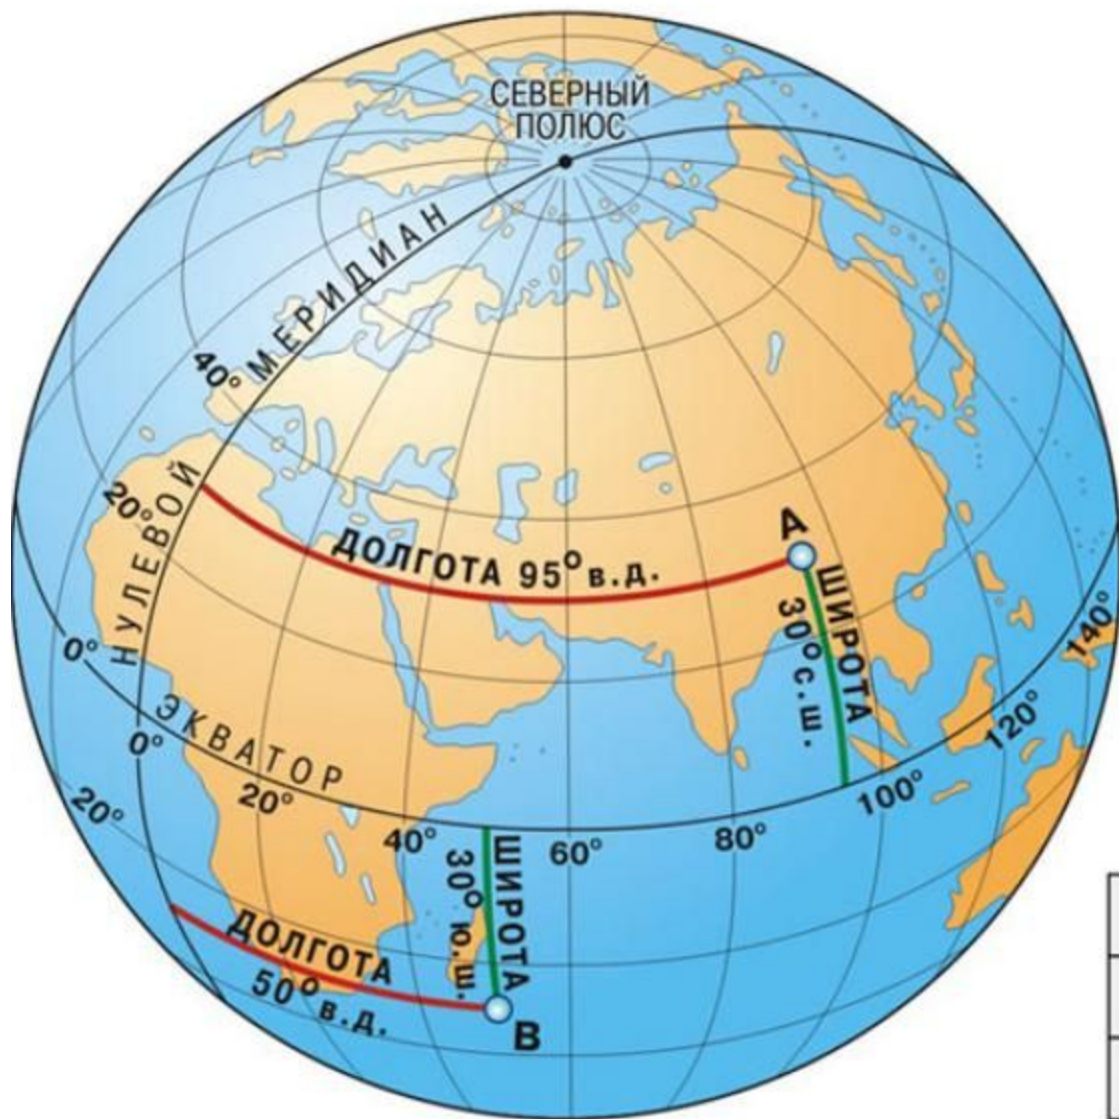 СЕВЕРНЫЙ
ПОЛЮС
НУЛЕВОЙ МЕРИДИАН
40°
20°
0°
ДОЛГОТА 95° в.д.
А
ШИРОТА
30° с.ш.
ЭКВАТОР
0°
20°
40°
60°
80°
100°
120°
140°
20°
ШИРОТА
30° ю.ш.
ДОЛГОТА
50° в.д.
В